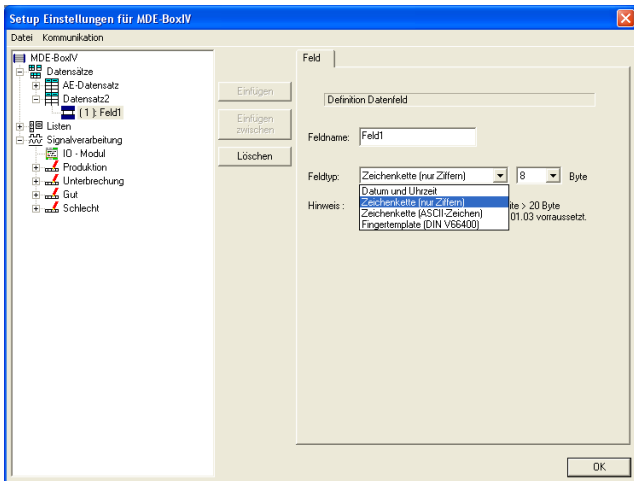 Setup Einstellungen für MDE-BoxIV
Datei Kommunikation
MDE-BoxIV
Datensätze
AE-Datensatz
Datensatz2
( 1 ): Feld1
Listen
Signalverarbeitung
IO - Modul
Produktion
Unterbrechung
Gut
Schlecht
Einfügen
Einfügen
zwischen
Löschen
Feld
Definition Datenfeld
Feldname: Feld1
Feldtyp: Zeichenkette (nur Ziffern) 8 Byte
Datum und Uhrzeit
Zeichenkette (nur Ziffern)
Zeichenkette (ASCII-Zeichen)
Fingertemplate (DIN V66400)
Hinweis : ite > 20 Byte
01.03 vorraussetzt.
OK